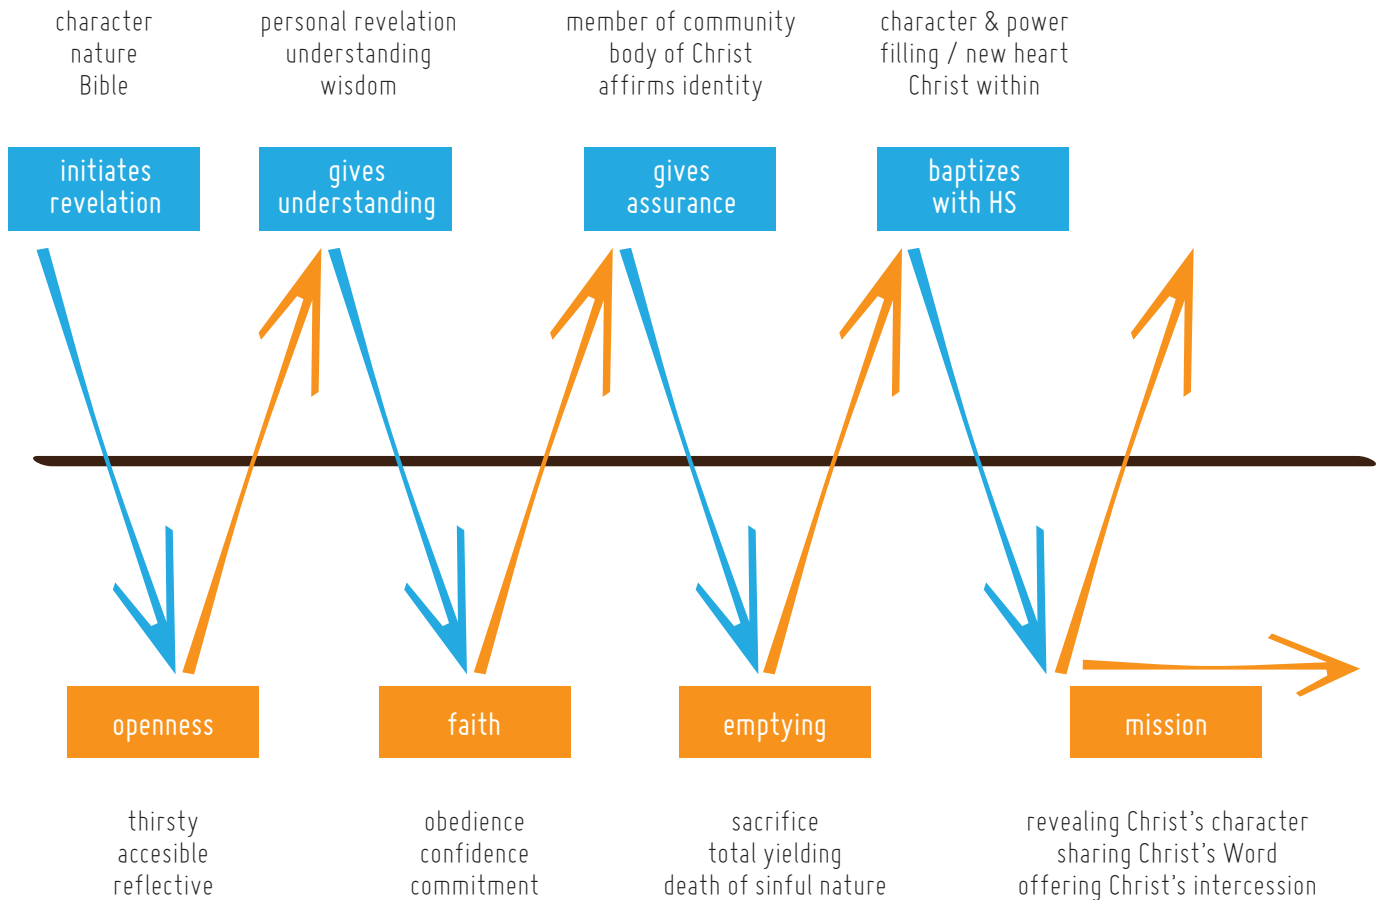 character
nature
Bible
personal revelation
understanding
wisdom
member of community
body of Christ
affirms identity
character & power
filling / new heart
Christ within
initiates
revelation
gives
understanding
gives
assurance
baptizes
with HS
openness
faith
emptying
mission
thirsty
accesible
reflective
obedience
confidence
commitment
sacrifice
total yielding
death of sinful nature
revealing Christ's character
sharing Christ's Word
offering Christ's intercession